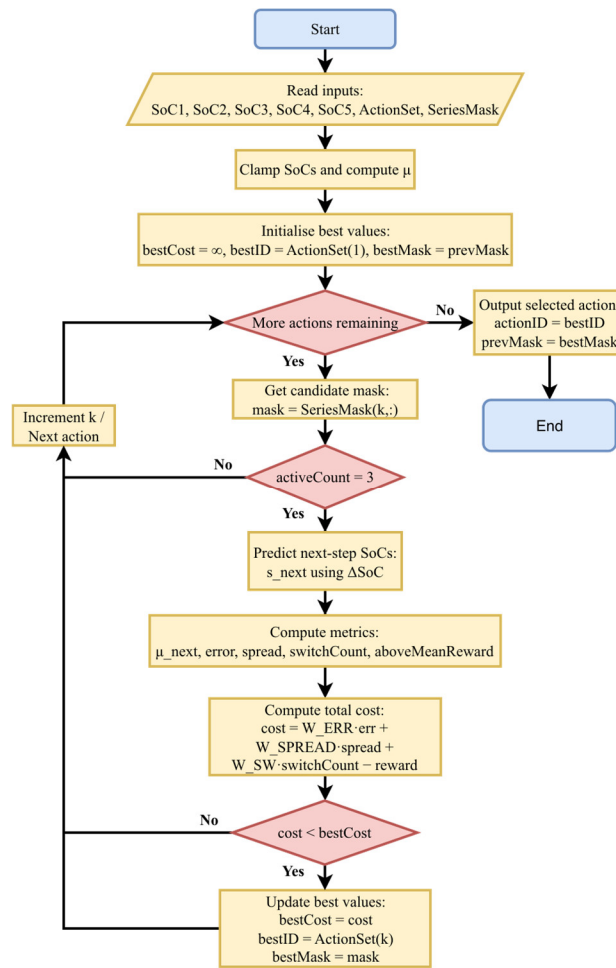 Start
Read inputs:
SoC1, SoC2, SoC3, SoC4, SoC5, ActionSet, SeriesMask
Clamp SoCs and compute μ
Initialise best values:
bestCost = ∞, bestID = ActionSet(1), bestMask = prevMask
More actions remaining
No
Output selected action
actionID = bestID
prevMask = bestMask
End
Yes
Get candidate mask:
mask = SeriesMask(k,:)
Increment k /
Next action
No
activeCount = 3
Yes
Predict next-step SoCs:
s_next using ΔSoC
Compute metrics:
μ_next, error, spread, switchCount, aboveMeanReward
Compute total cost:
cost = W_ERR·err +
W_SPREAD·spread +
W_SW·switchCount − reward
No
cost < bestCost
Yes
Update best values:
bestCost = cost
bestID = ActionSet(k)
bestMask = mask